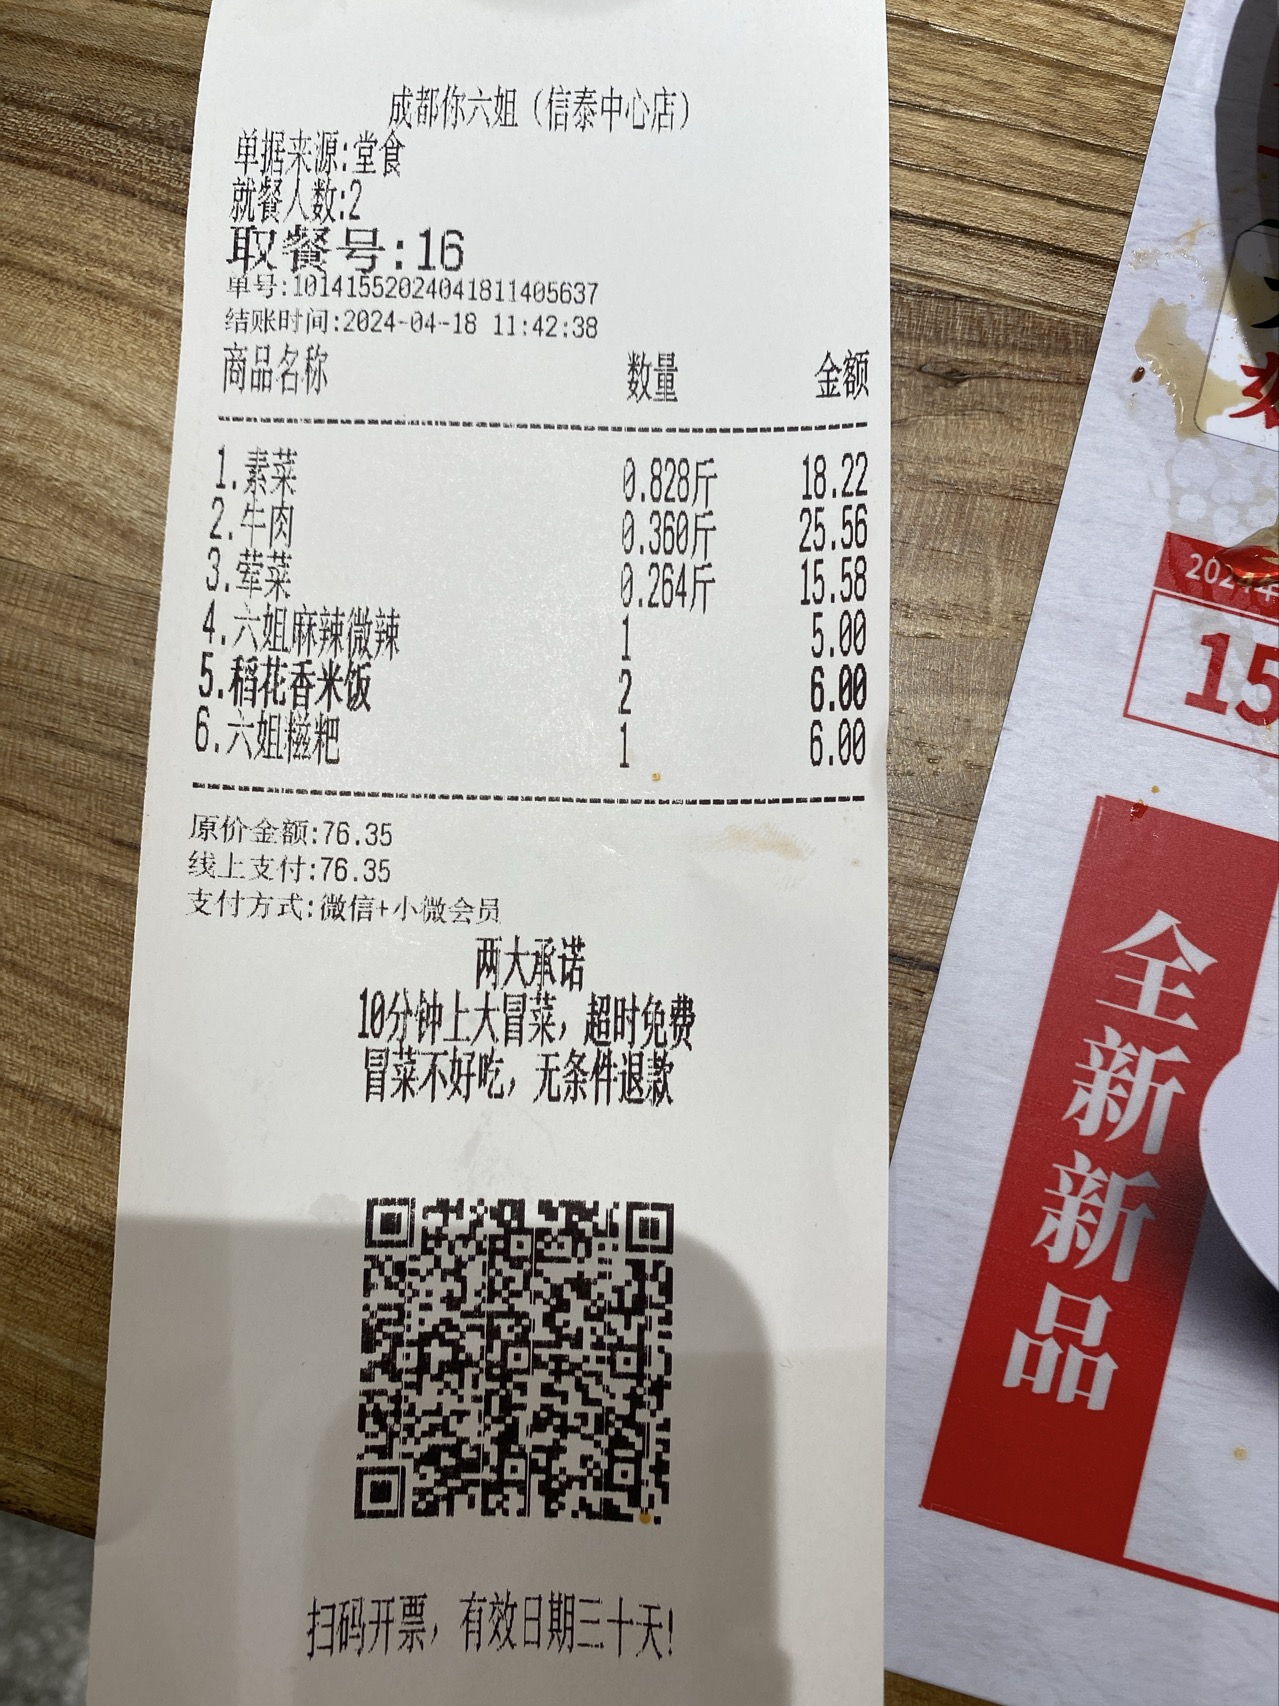 成都你六姐（信泰中心店）
单据来源:堂食
就餐人数:2
取餐号:16
单号:10141552024041811405637
结账时间:2024-04-18 11:42:38
商品名称 数量 金额
1.素菜 0.828斤 18.22
2.牛肉 0.360斤 25.56
3.荤菜 0.264斤 15.58
4.六姐麻辣微辣 1 5.00
5.稻花香米饭 2 6.00
6.六姐糍粑 1 6.00
原价金额:76.35
线上支付:76.35
支付方式:微信+小微会员
两大承诺
10分钟上大冒菜，超时免费
冒菜不好吃，无条件退款
扫码开票，有效日期三十天!
2024年
15
全新新品